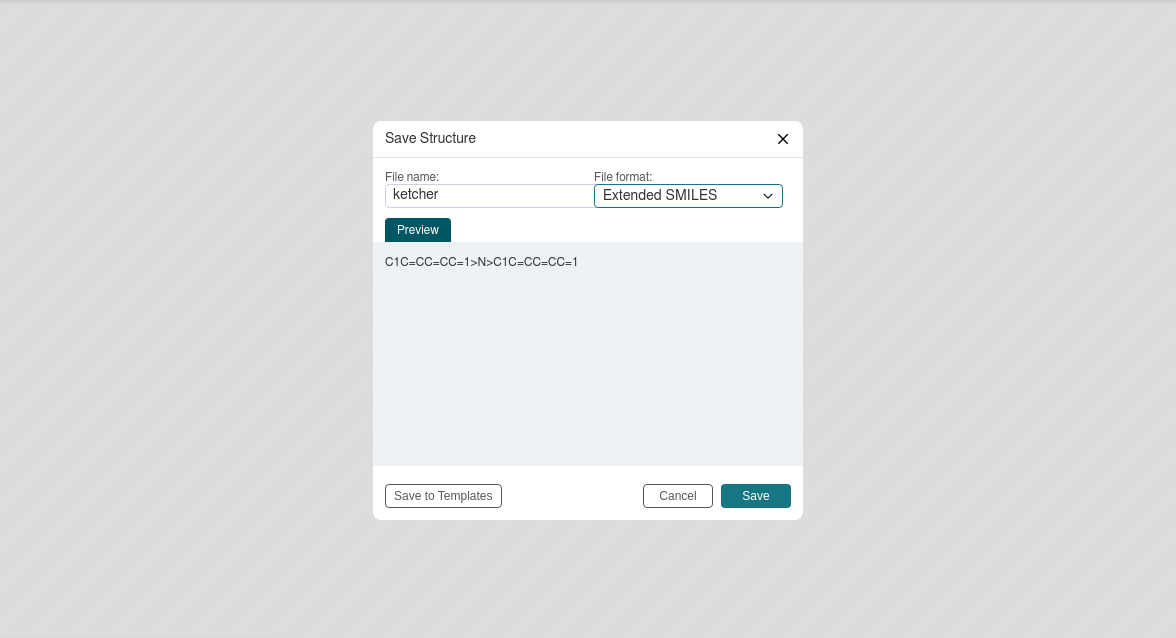 Save Structure
File name:
File format:
ketcher
Extended SMILES
Preview
C1C=CC=CC=1>N>C1C=CC=CC=1
Save to Templates
Cancel
Save